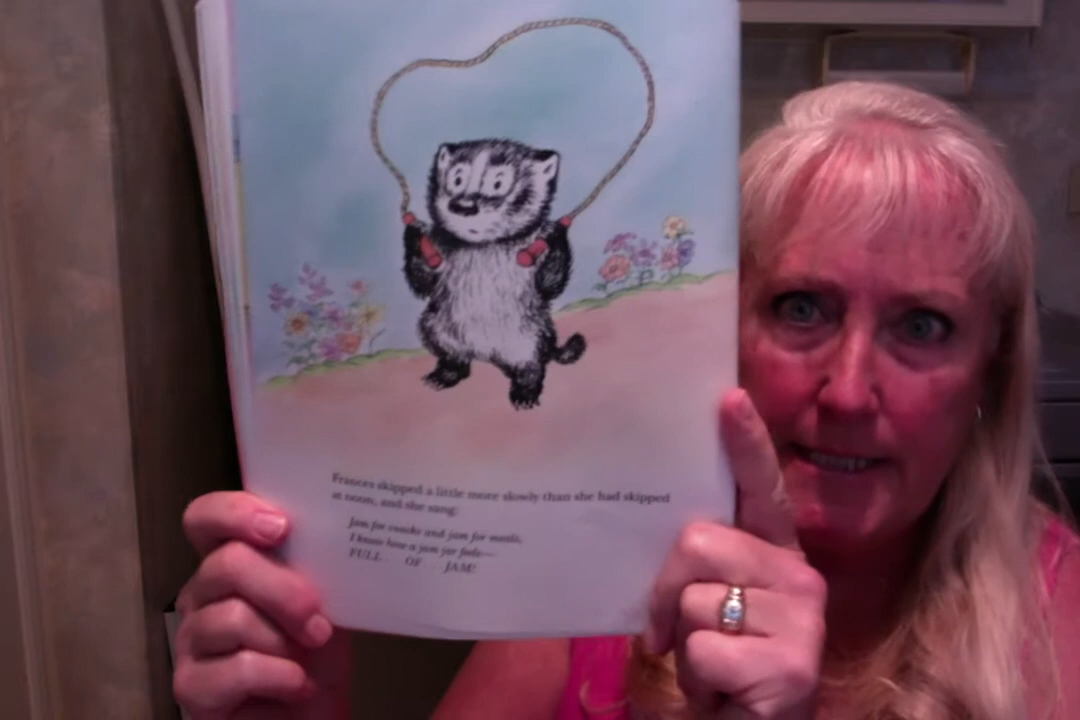 Frances skipped a little more slowly than she had skipped
at noon, and she sang:
Jam for snacks and jam for meals,
I know how a jam jar feels—
FULL . . OF . . JAM!